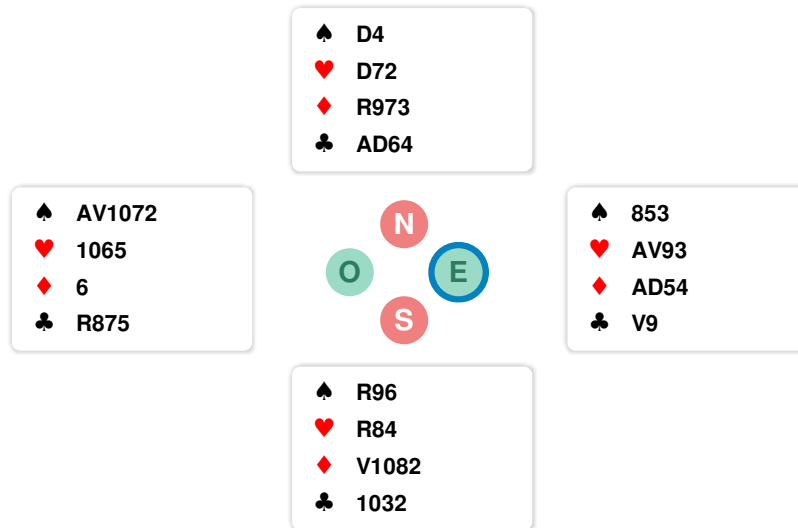 ♠ D4
♥ D72
♦ R973
♣ AD64
♠ AV1072
♥ 1065
♦ 6
♣ R875
N
O E
S
♠ 853
♥ AV93
♦ AD54
♣ V9
♠ R96
♥ R84
♦ V1082
♣ 1032